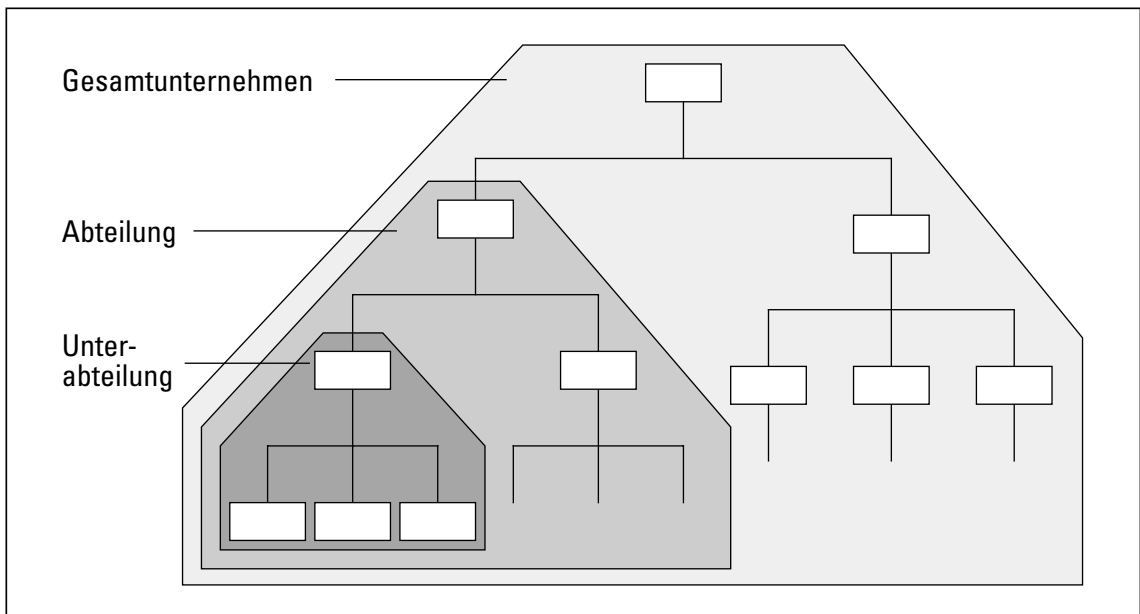 Gesamtunternehmen
Abteilung
Unter-
abteilung